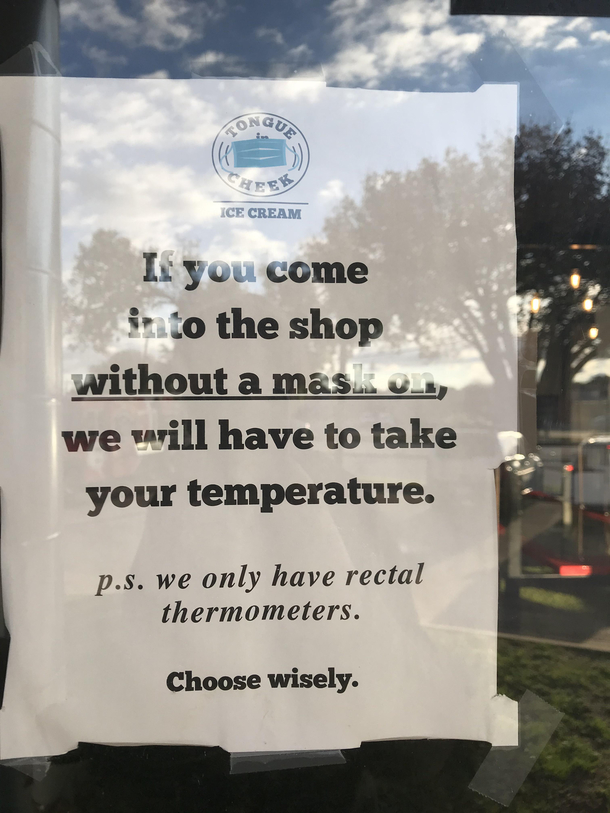 TONGUE
in
CHEEK
ICE CREAM
If you come
into the shop
without a mask on,
we will have to take
your temperature.
p.s. we only have rectal
thermometers.
Choose wisely.